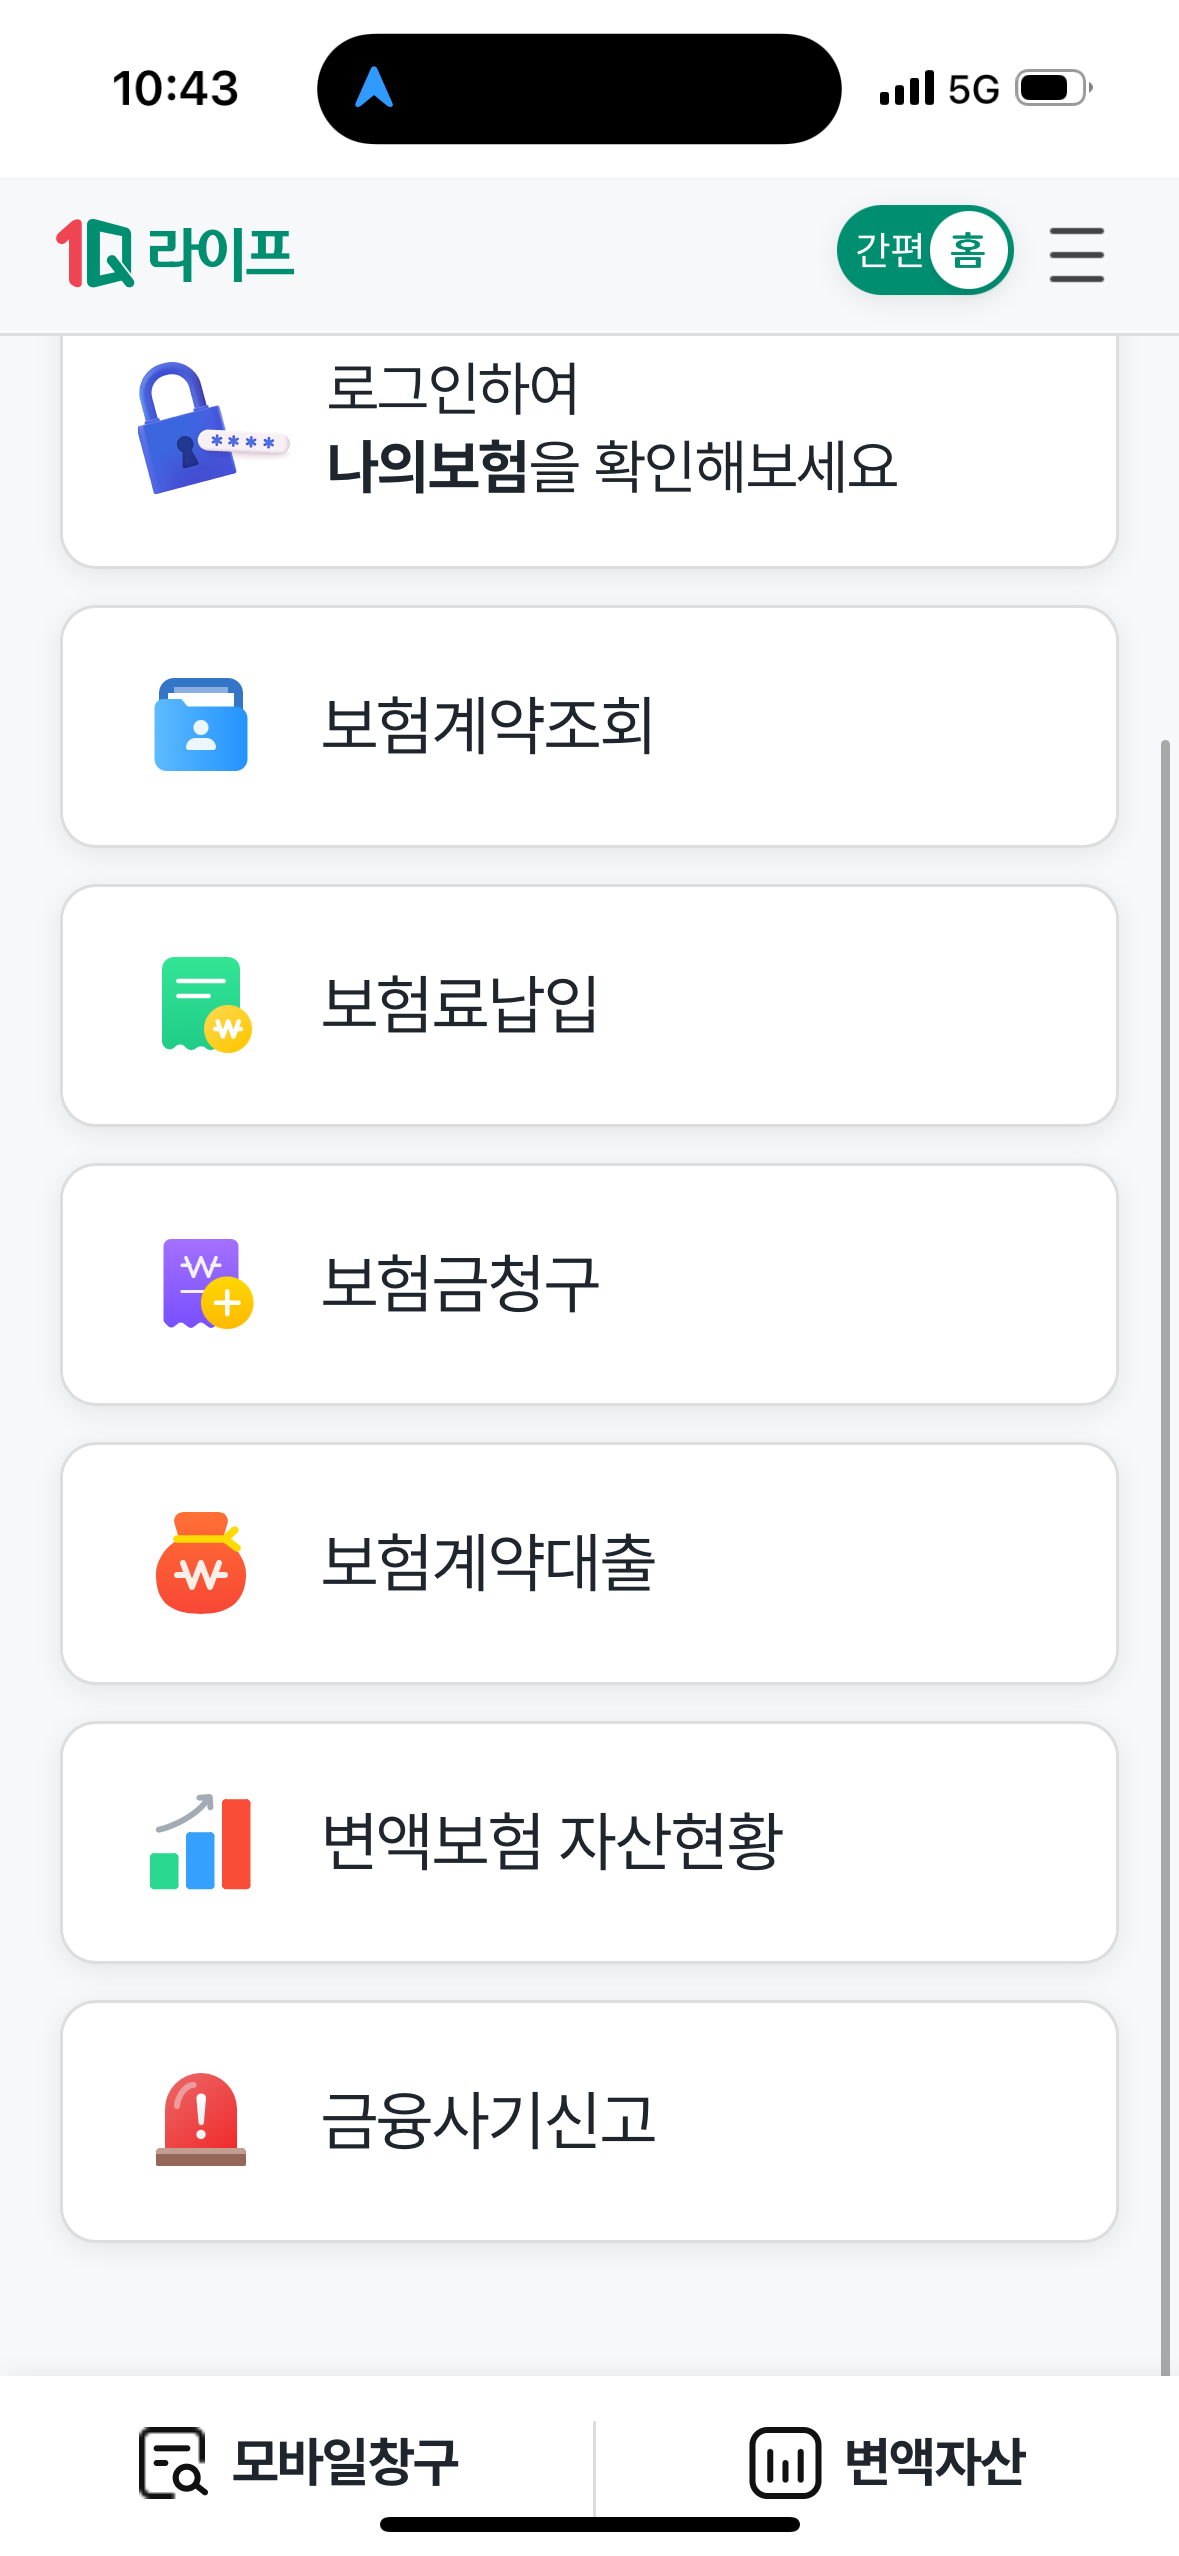 10:43
5G
1Q 라이프
간편 홈
로그인하여
나의보험을 확인해보세요
보험계약조회
보험료납입
보험금청구
보험계약대출
변액보험 자산현황
금융사기신고
모바일창구
변액자산